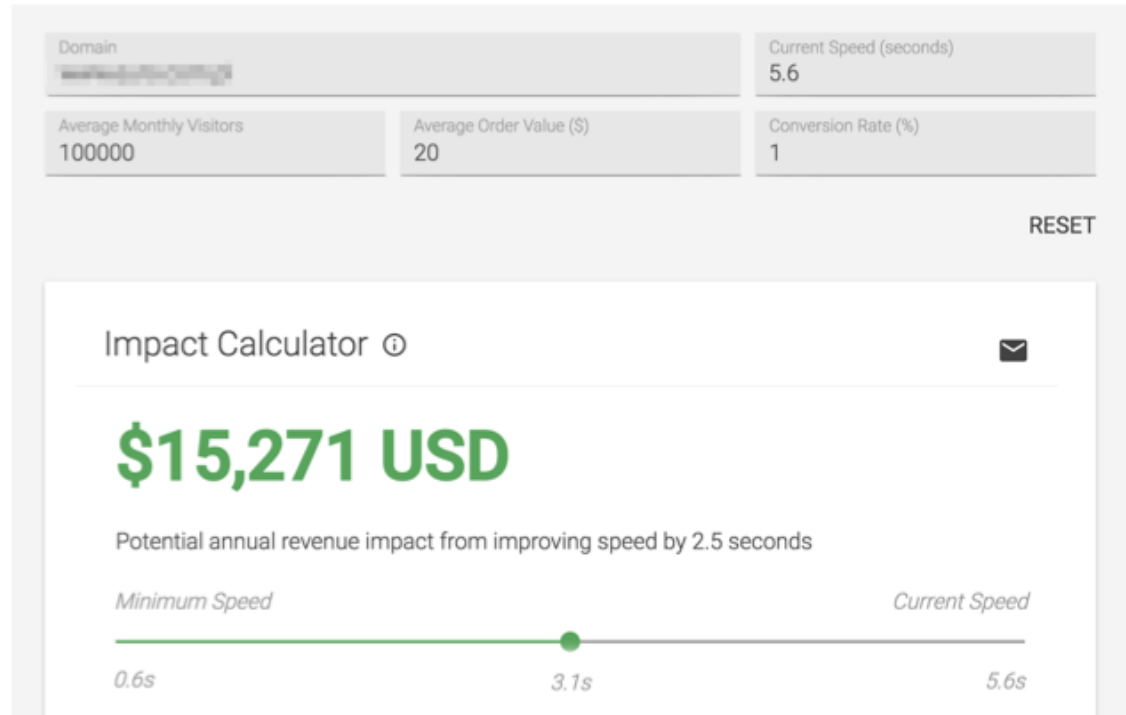 Domain
Current Speed (seconds)
5.6
Average Monthly Visitors
100000
Average Order Value ($)
20
Conversion Rate (%)
1
RESET
Impact Calculator
$15,271 USD
Potential annual revenue impact from improving speed by 2.5 seconds
Minimum Speed
Current Speed
0.6s
3.1s
5.6s